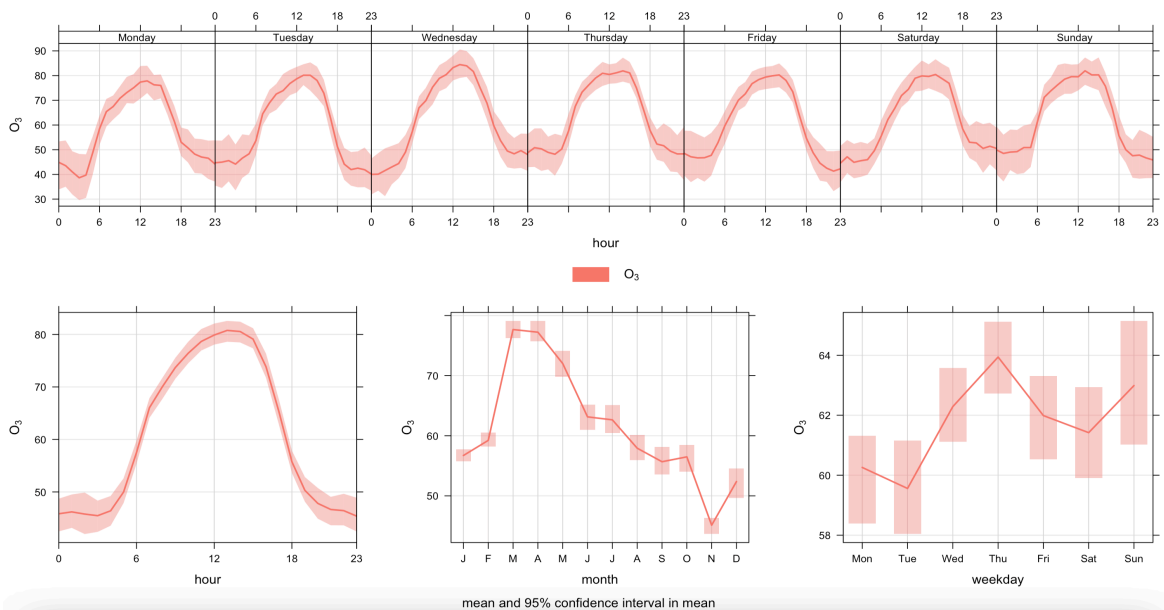 0 6 12 18 23 0 6 12 18 23 0 6 12 18 23
Monday Tuesday Wednesday Thursday Friday Saturday Sunday
90
80
70
60
50
40
30
O₃
0 6 12 18 23 0 6 12 18 23 0 6 12 18 23 0 6 12 18 23
hour
O₃
80
70
60
50
O₃
0 6 12 18 23
hour
70
60
50
O₃
J F M A M J J A S O N D
month
64
62
60
58
O₃
Mon Tue Wed Thu Fri Sat Sun
weekday
mean and 95% confidence interval in mean